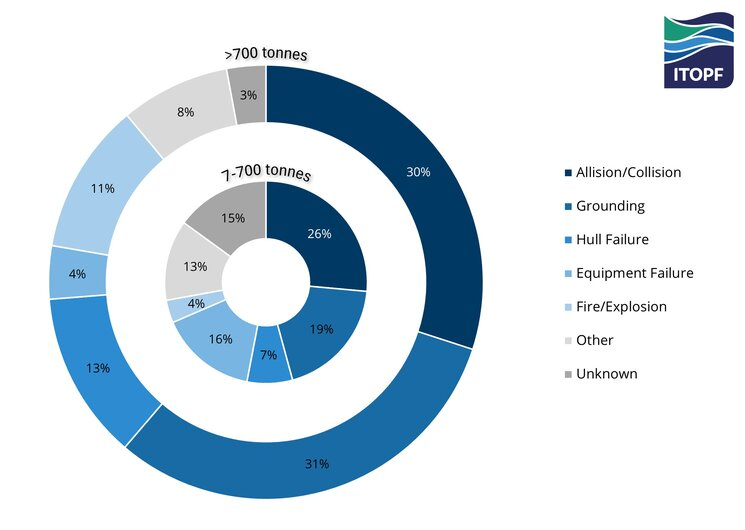 >700 tonnes
3%
8%
30%
11%
4%
13%
31%
7-700 tonnes
15%
26%
13%
4%
16%
7%
19%
ITOPF
Allision/Collision
Grounding
Hull Failure
Equipment Failure
Fire/Explosion
Other
Unknown